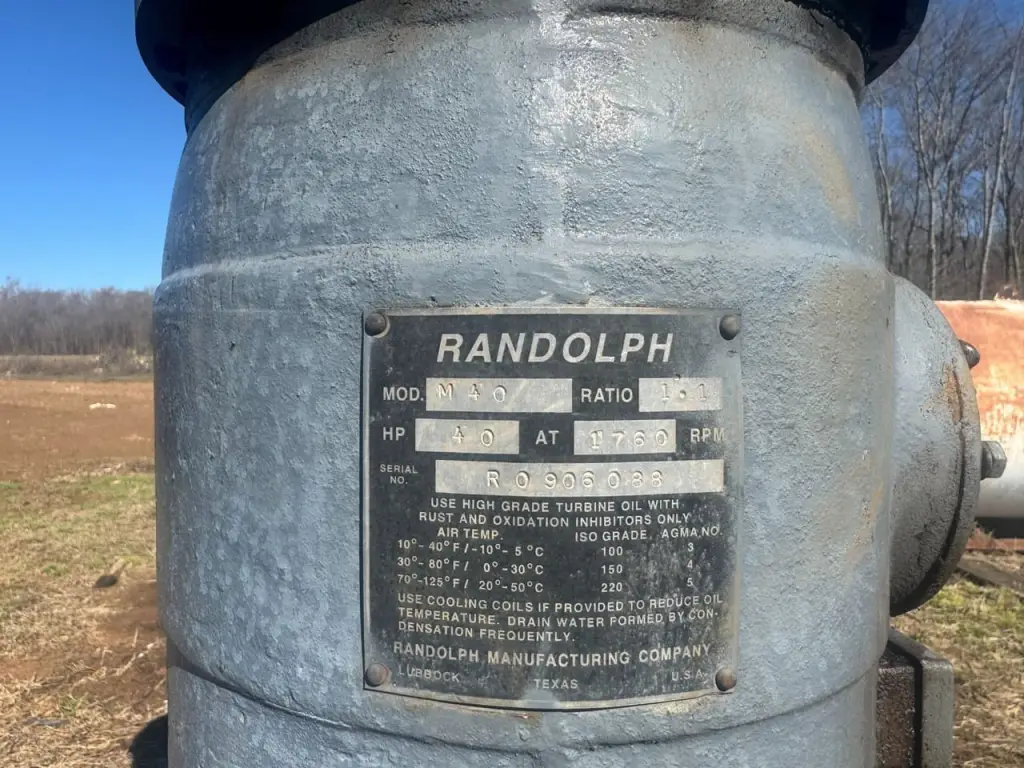 RANDOLPH
MOD. M40 RATIO 1.1
HP 40 AT 1760 RPM
SERIAL NO. R0906088
USE HIGH GRADE TURBINE OIL WITH
RUST AND OXIDATION INHIBITORS ONLY
AIR TEMP. ISO GRADE. AGMA NO.
10°-40°F/-10°-5°C 100 3
30°-80°F/ 0°-30°C 150 4
70°-125°F/ 20°-50°C 220 5
USE COOLING COILS IF PROVIDED TO REDUCE OIL
TEMPERATURE. DRAIN WATER FORMED BY CON-
DENSATION FREQUENTLY.
RANDOLPH MANUFACTURING COMPANY
LUBBOCK TEXAS U.S.A.